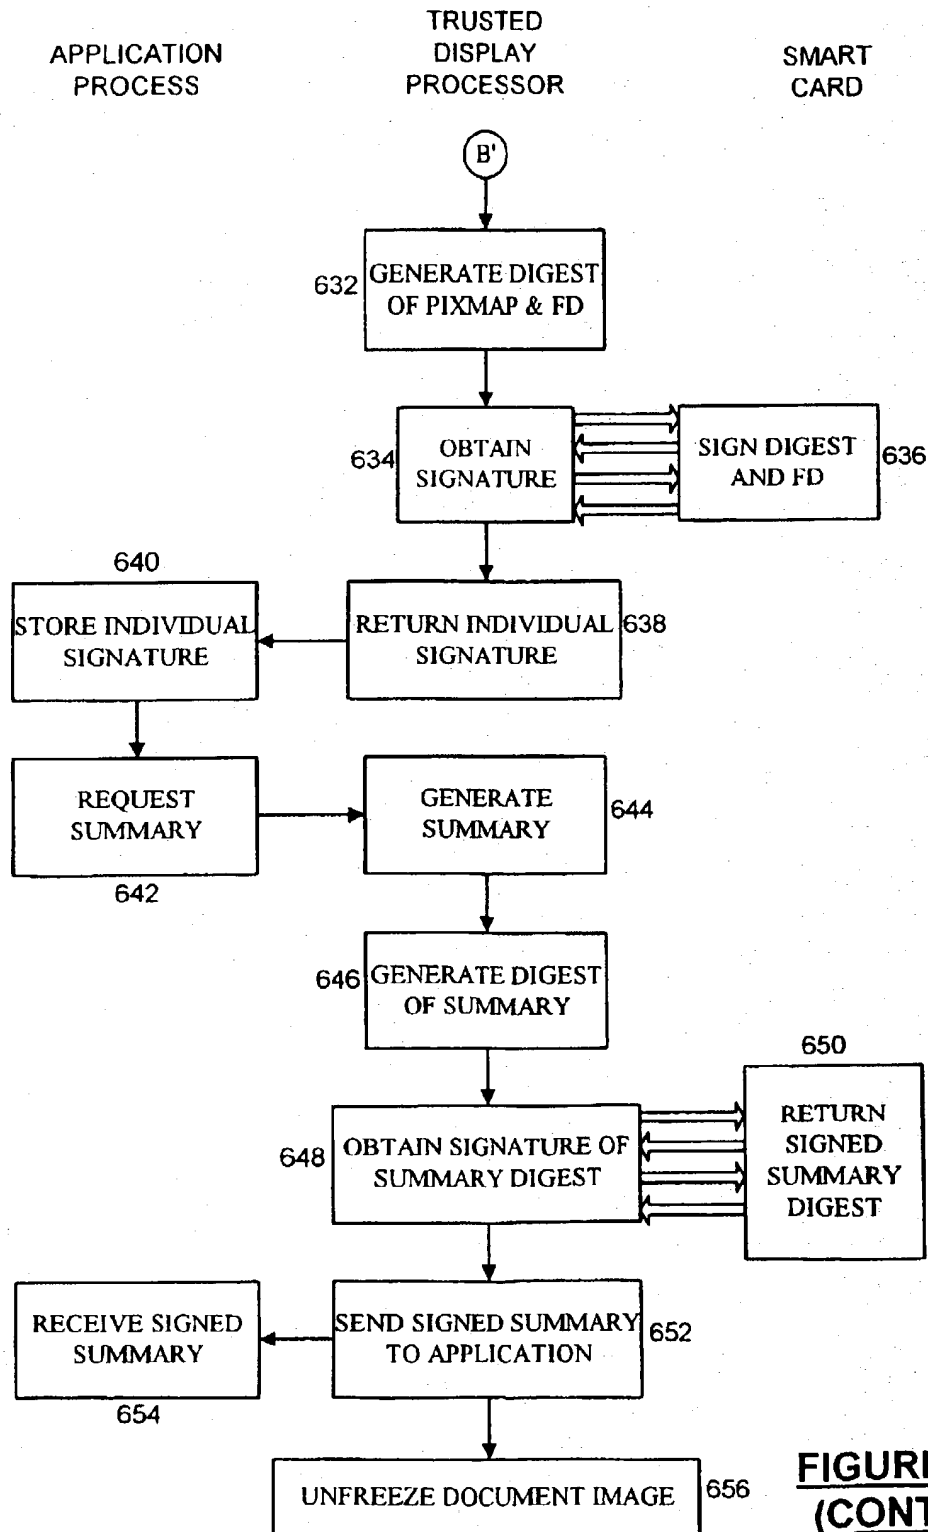 APPLICATION
PROCESS
TRUSTED
DISPLAY
PROCESSOR
SMART
CARD
B'
632
GENERATE DIGEST
OF PIXMAP & FD
634
OBTAIN
SIGNATURE
SIGN DIGEST
AND FD
636
640
STORE INDIVIDUAL
SIGNATURE
RETURN INDIVIDUAL
SIGNATURE
638
REQUEST
SUMMARY
642
GENERATE
SUMMARY
644
646
GENERATE DIGEST
OF SUMMARY
648
OBTAIN SIGNATURE OF
SUMMARY DIGEST
650
RETURN
SIGNED
SUMMARY
DIGEST
RECEIVE SIGNED
SUMMARY
654
SEND SIGNED SUMMARY
TO APPLICATION
652
UNFREEZE DOCUMENT IMAGE
656
FIGURE
(CONT